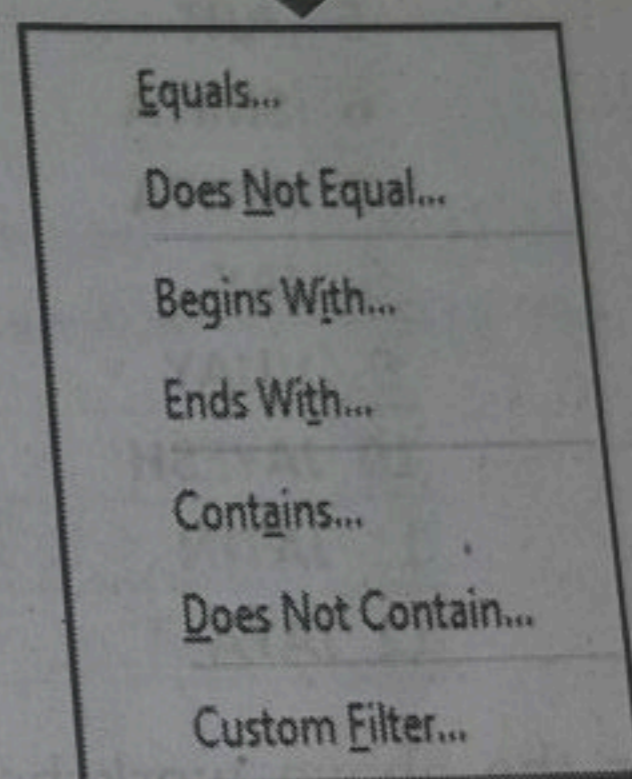 Equals...
Does Not Equal...
Begins With...
Ends With...
Contains...
Does Not Contain...
Custom Filter...